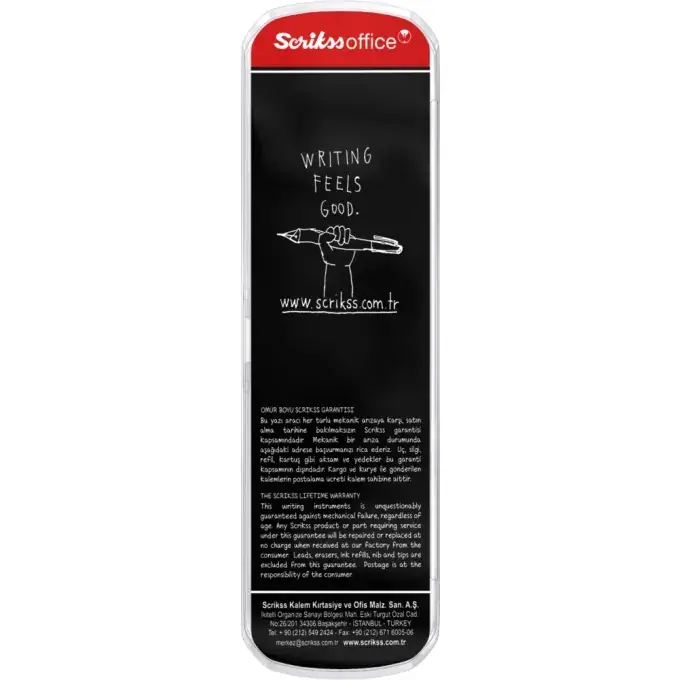 Scrikss office
WRITING
FEELS
GOOD.
www.scrikss.com.tr
ÖMÜR BOYU SCRIKSS GARANTİSİ
Bu yazı aracı her türlü mekanik arızaya karşı, satın
alma tarihine bakılmaksızın Scrikss garantisi
kapsamındadır. Mekanik bir arıza durumunda
aşağıdaki adrese başvurmanızı rica ederiz. Uç, silgi,
refil, kartuş gibi aksam ve yedekler bu garanti
kapsamının dışındadır. Kargo ve kurye ile gönderilen
kalemlerin postalama ücreti kalem sahibine aittir.
THE SCRIKSS LIFETIME WARRANTY
This writing instruments is unquestionably
guaranteed against mechanical failure, regardless of
age. Any Scrikss product or part requiring service
under this guarantee will be repaired or replaced at
no charge when received at our factory from the
consumer. Leads, erasers, ink refills, nib and tips are
excluded from this guarantee. Postage is at the
responsibility of the consumer.
Scrikss Kalem Kırtasiye ve Ofis Malz. San. A.Ş.
İkitelli Organize Sanayi Bölgesi Mah. Eski Turgut Özal Cad.
No:26/201 34306 Başakşehir - İSTANBUL - TURKEY
Tel: + 90 (212) 549 2424 - Fax: +90 (212) 671 6005-06
merkez@scrikss.com.tr www.scrikss.com.tr